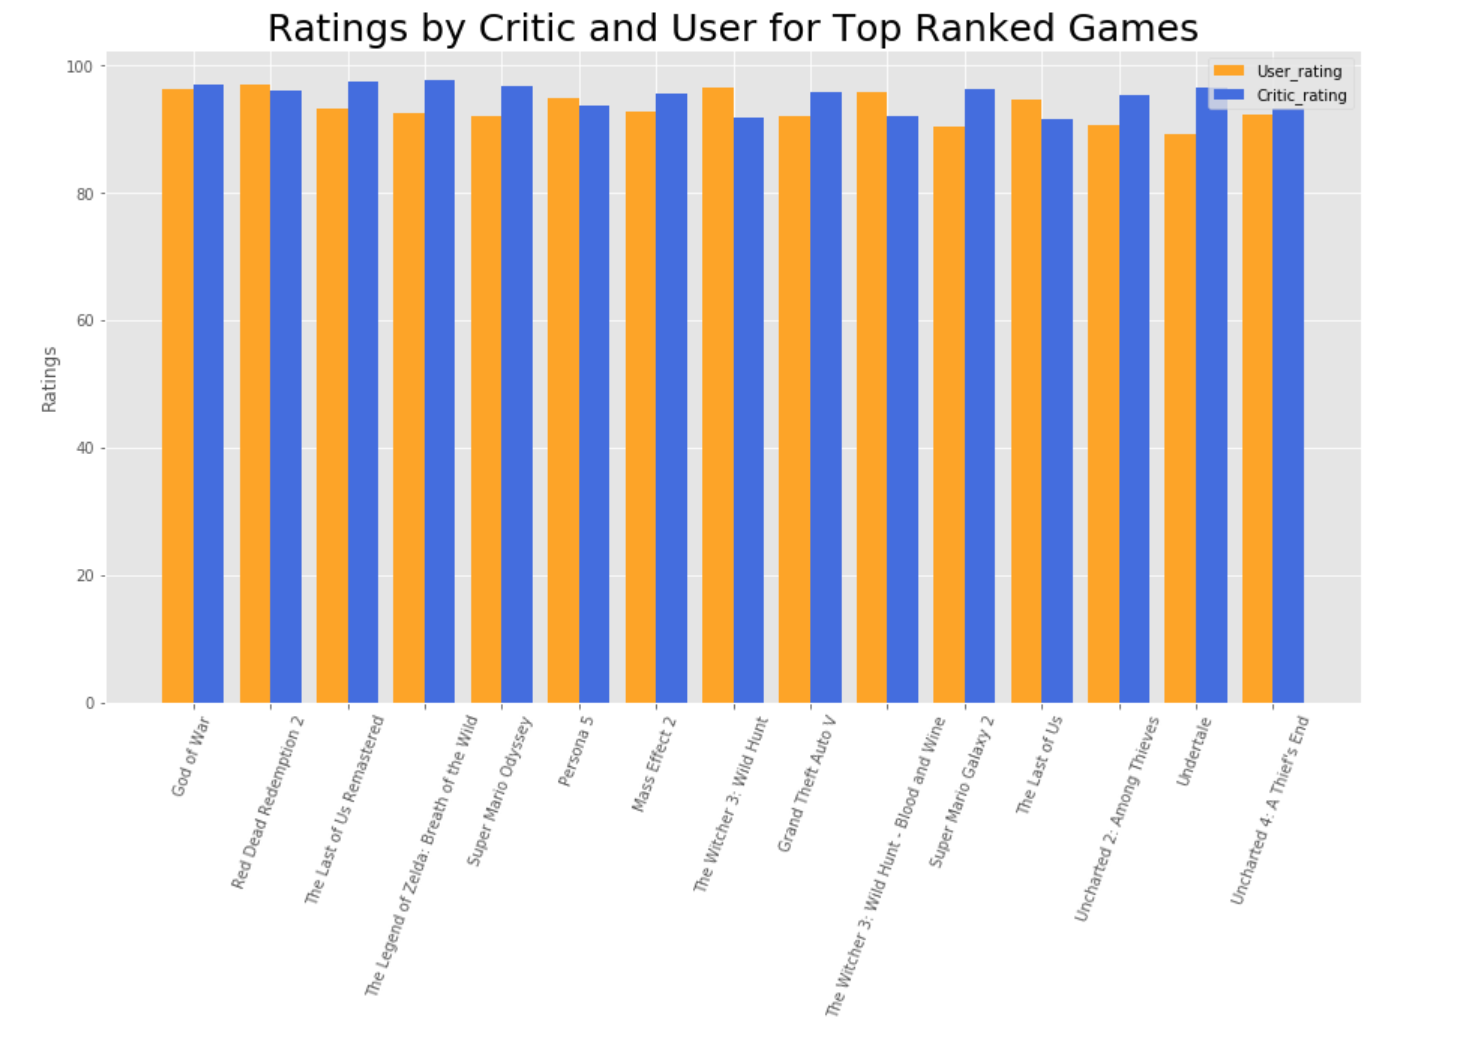 Ratings by Critic and User for Top Ranked Games
User_rating
Critic_rating
100
80
60
40
20
0
Ratings
God of War
Red Dead Redemption 2
The Last of Us Remastered
The Legend of Zelda: Breath of the Wild
Super Mario Odyssey
Persona 5
Mass Effect 2
The Witcher 3: Wild Hunt
Grand Theft Auto V
The Witcher 3: Wild Hunt - Blood and Wine
Super Mario Galaxy 2
The Last of Us
Uncharted 2: Among Thieves
Undertale
Uncharted 4: A Thief's End